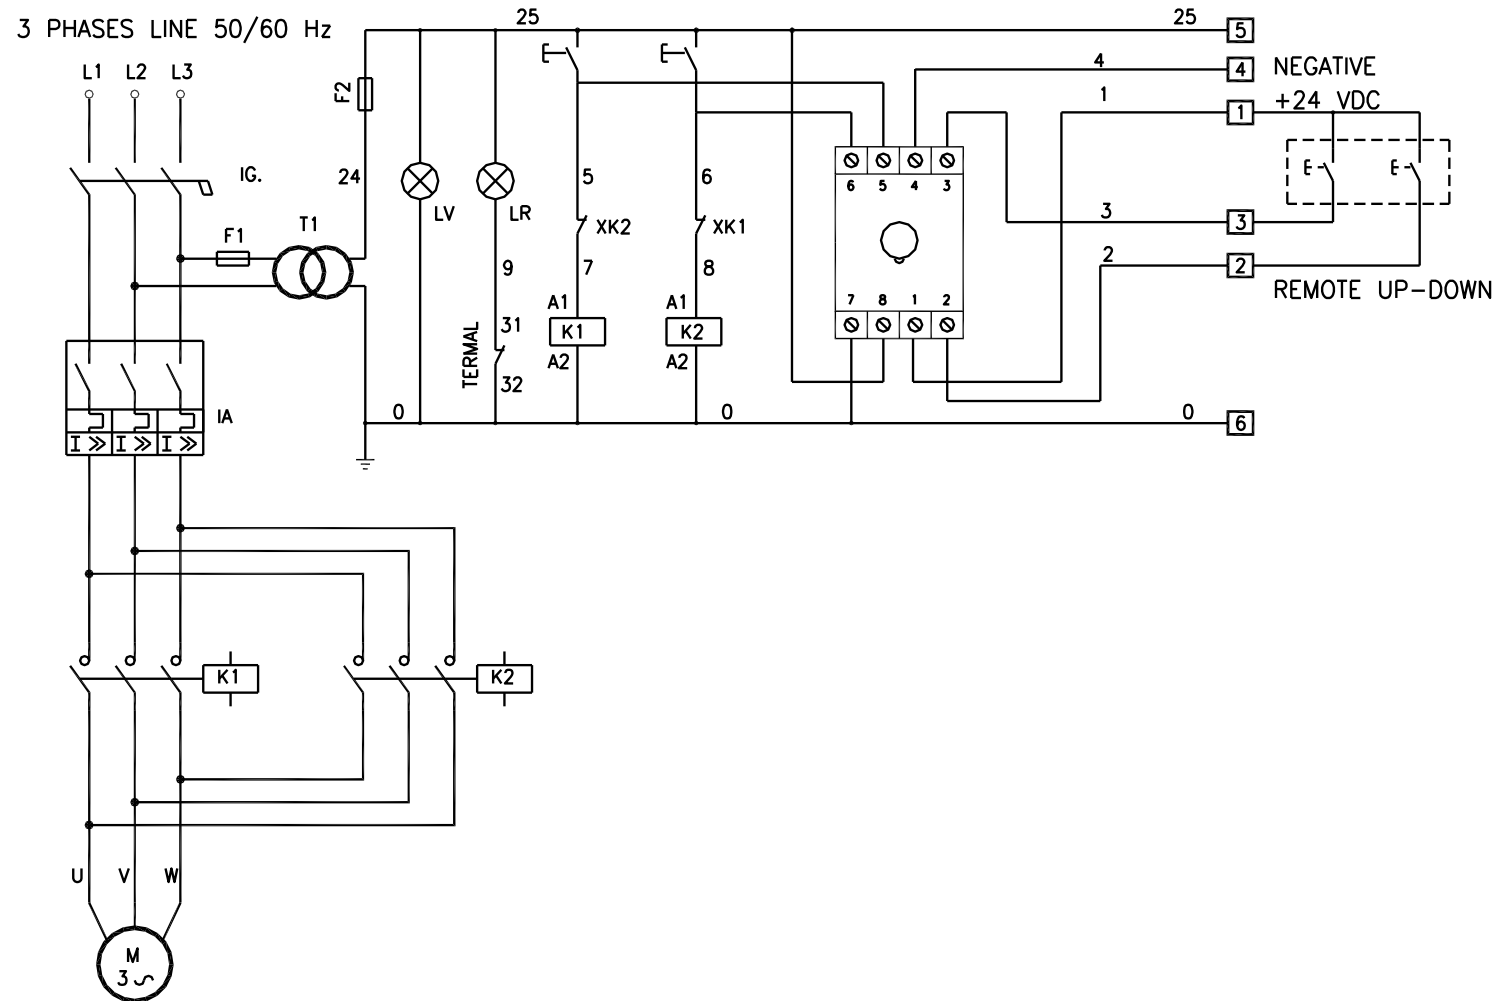 25
25
5
3 PHASES LINE 50/60 Hz
4
4
NEGATIVE
L1 L2 L3
F2
1
1
+24 VDC
6 5 4 3
IG.
24
5
XK2
6
XK1
LV
LR
3
3
F1
T1
9
7
8
2
2
REMOTE UP-DOWN
7 8 1 2
TERMAL
31
32
A1
K1
A2
A1
K2
A2
0
0
0
6
IA
I I I
K1
K2
U V W
M
3